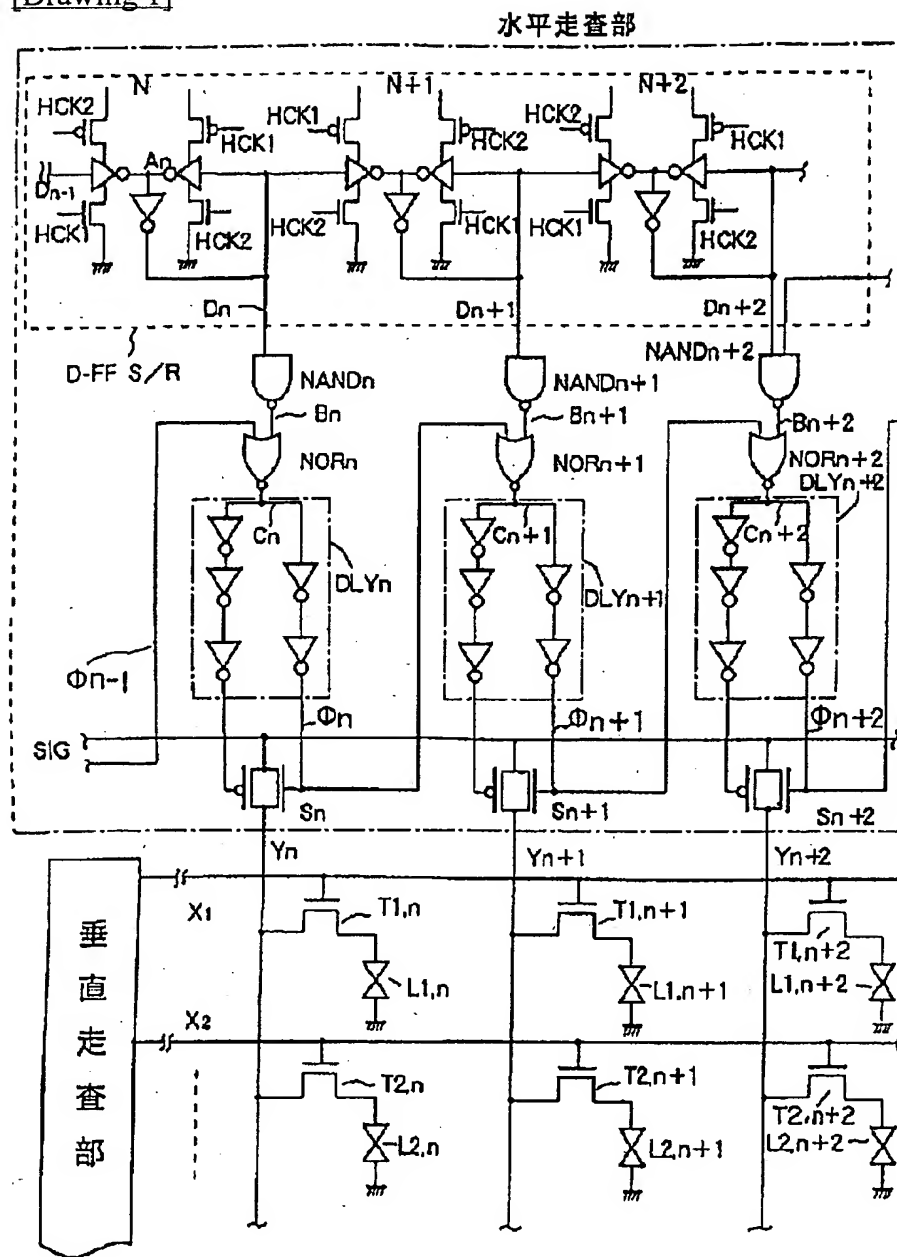 [Drawing 1]
水平走査部
N N+1 N+2
HCK2 HCK1 HCK2
HCK1 HCK2 HCK1
An
Dn-1
HCK1 HCK2 HCK2 HCK1 HCK1 HCK2
Dn Dn+1 Dn+2
D-FF S/R
NANDn NANDn+1 NANDn+2
Bn Bn+1 Bn+2
NORn NORn+1 NORn+2
DLYn+2
Cn Cn+1 Cn+2
DLYn DLYn+1
Φn-1
Φn Φn+1 Φn+2
SIG
Sn Sn+1 Sn+2
Yn Yn+1 Yn+2
X1
T1,n T1,n+1 T1,n+2
L1,n L1,n+1 L1,n+2
X2
T2,n T2,n+1 T2,n+2
L2,n L2,n+1 L2,n+2
垂直走査部